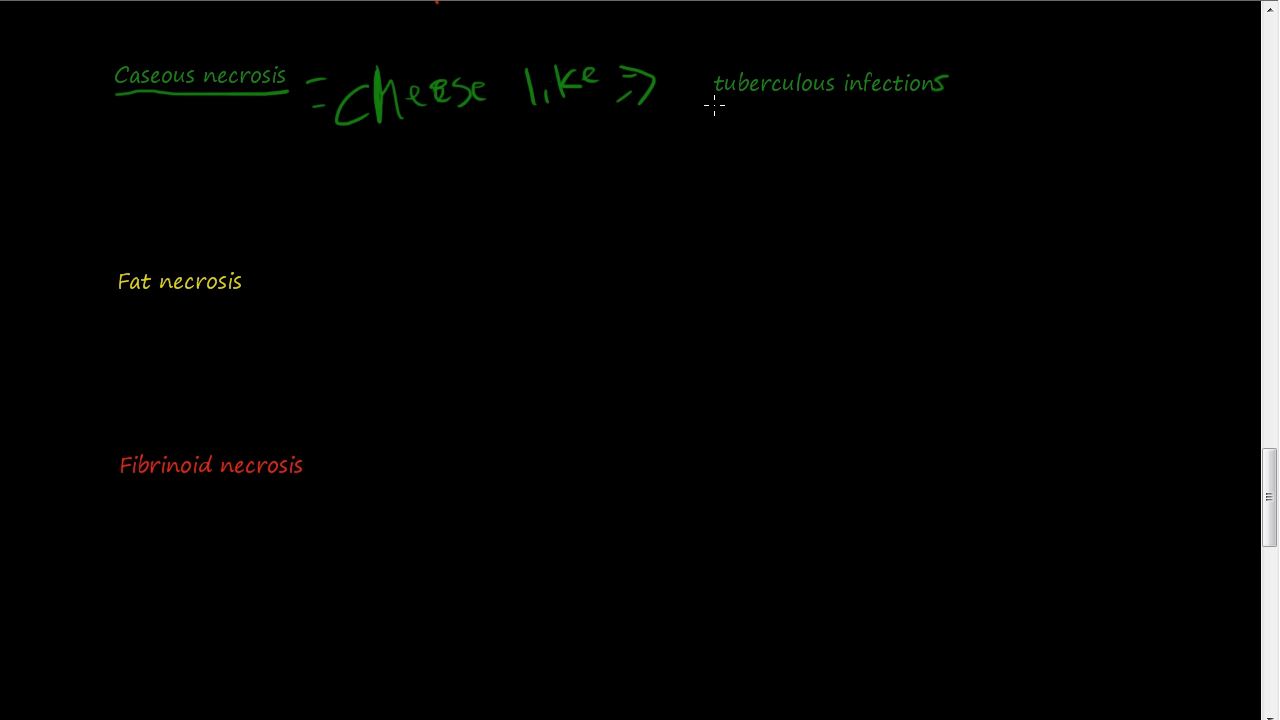 Caseous necrosis = cheese like => tuberculous infections
Fat necrosis
Fibrinoid necrosis